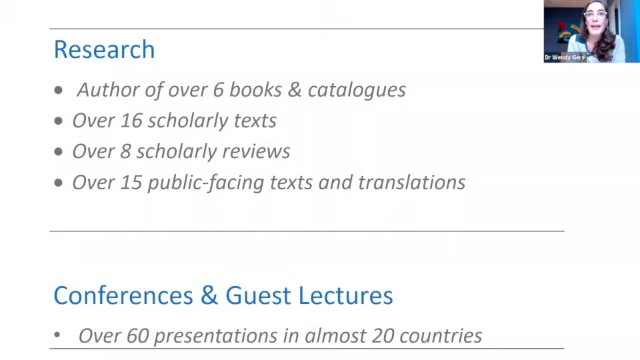 Research
• Author of over 6 books & catalogues
• Over 16 scholarly texts
• Over 8 scholarly reviews
• Over 15 public-facing texts and translations
Conferences & Guest Lectures
• Over 60 presentations in almost 20 countries
Dr Wendy Gers